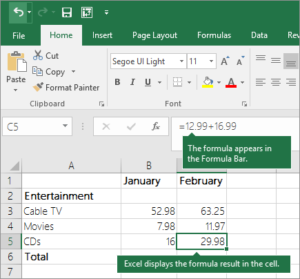 File Home Insert Page Layout Formulas Data
Cut
Copy
Paste
Format Painter
Clipboard
Segoe UI Light 11 A A
B I U A
Font
C5 fx =12.99+16.99
The formula appears in
the Formula Bar.
A B C
1 January February
2 Entertainment
3 Cable TV 52.98 63.25
4 Movies 7.98 11.97
5 CDs 16 29.98
6 Total
Excel displays the formula result in the cell.